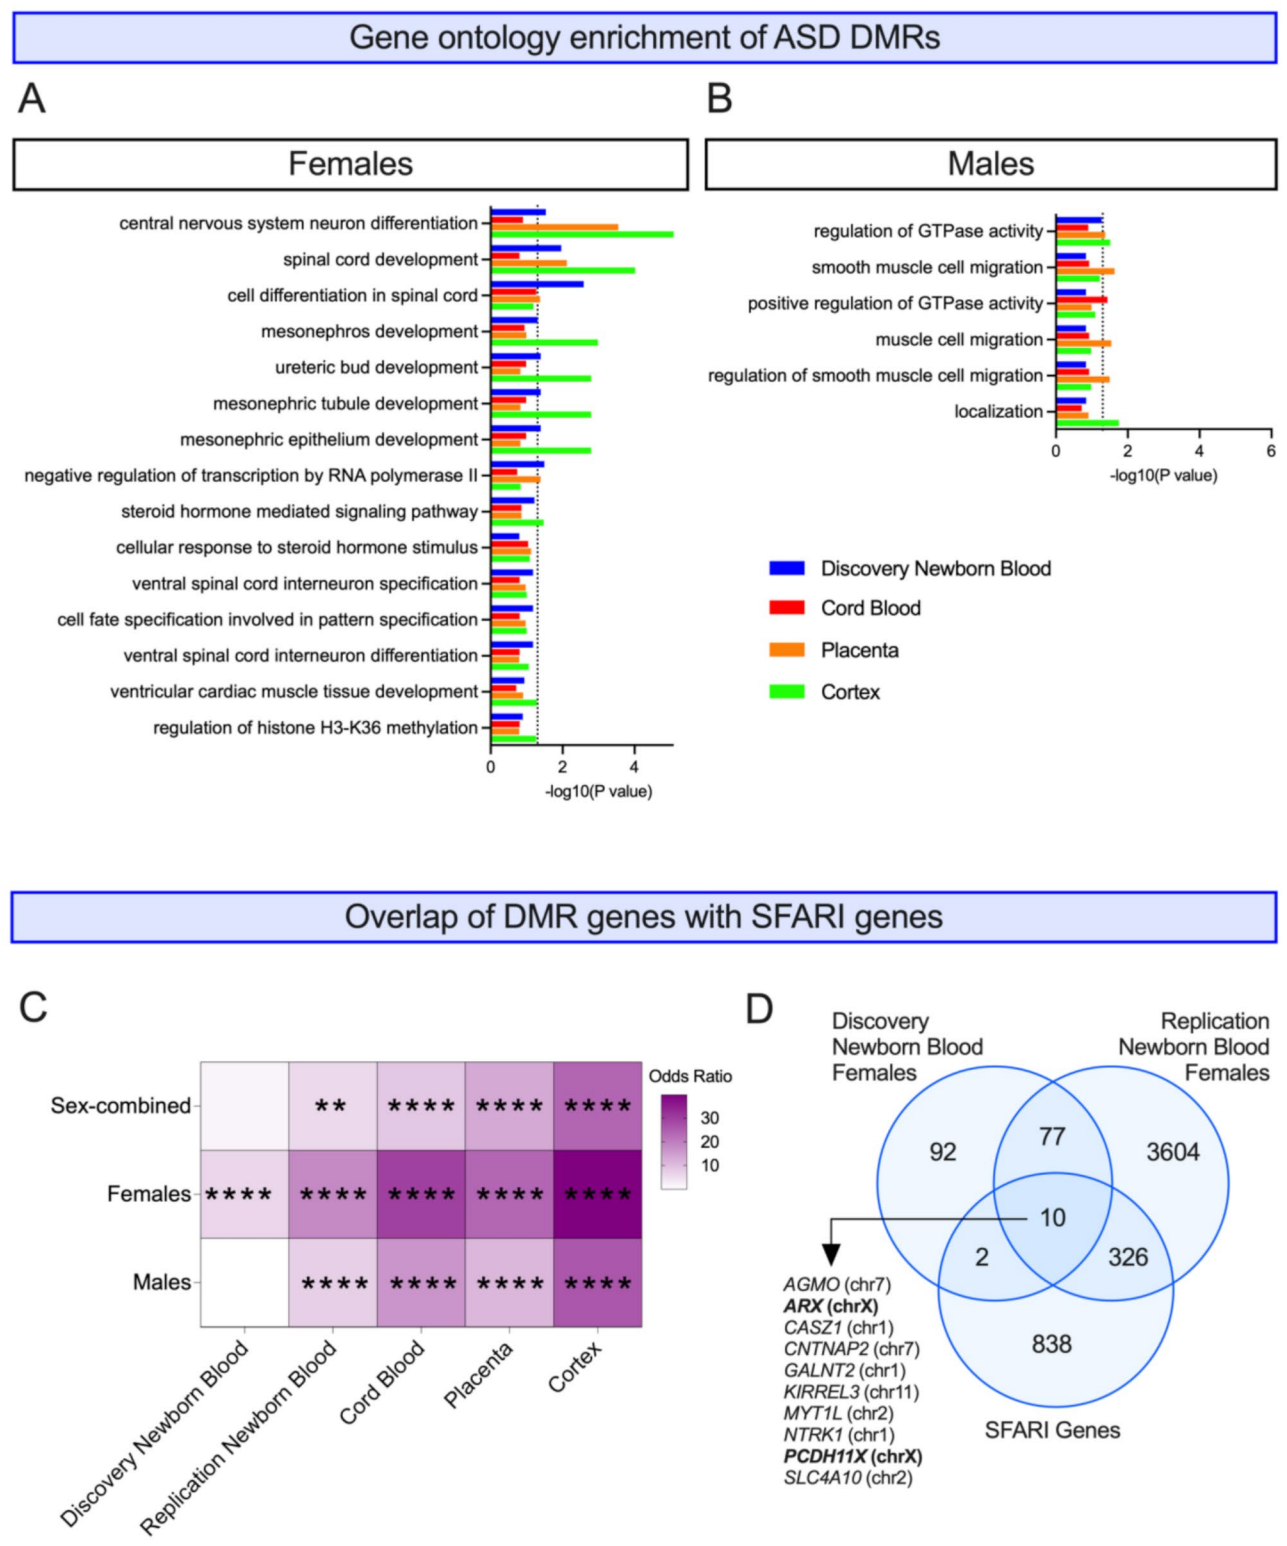 Gene ontology enrichment of ASD DMRs
A
B
Females
Males
central nervous system neuron differentiation
spinal cord development
cell differentiation in spinal cord
mesonephros development
ureteric bud development
mesonephric tubule development
mesonephric epithelium development
negative regulation of transcription by RNA polymerase II
steroid hormone mediated signaling pathway
cellular response to steroid hormone stimulus
ventral spinal cord interneuron specification
cell fate specification involved in pattern specification
ventral spinal cord interneuron differentiation
ventricular cardiac muscle tissue development
regulation of histone H3-K36 methylation
0 2 4
-log10(P value)
regulation of GTPase activity
smooth muscle cell migration
positive regulation of GTPase activity
muscle cell migration
regulation of smooth muscle cell migration
localization
0 2 4 6
-log10(P value)
Discovery Newborn Blood
Cord Blood
Placenta
Cortex
Overlap of DMR genes with SFARI genes
C
Sex-combined ** **** **** ****
Females **** **** **** **** ****
Males **** **** **** ****
Discovery Newborn Blood
Replication Newborn Blood
Cord Blood
Placenta
Cortex
Odds Ratio
30
20
10
D
Discovery
Newborn Blood
Females
Replication
Newborn Blood
Females
92
77
3604
10
2
326
838
SFARI Genes
AGMO (chr7)
ARX (chrX)
CASZ1 (chr1)
CNTNAP2 (chr7)
GALNT2 (chr1)
KIRREL3 (chr11)
MYT1L (chr2)
NTRK1 (chr1)
PCDH11X (chrX)
SLC4A10 (chr2)